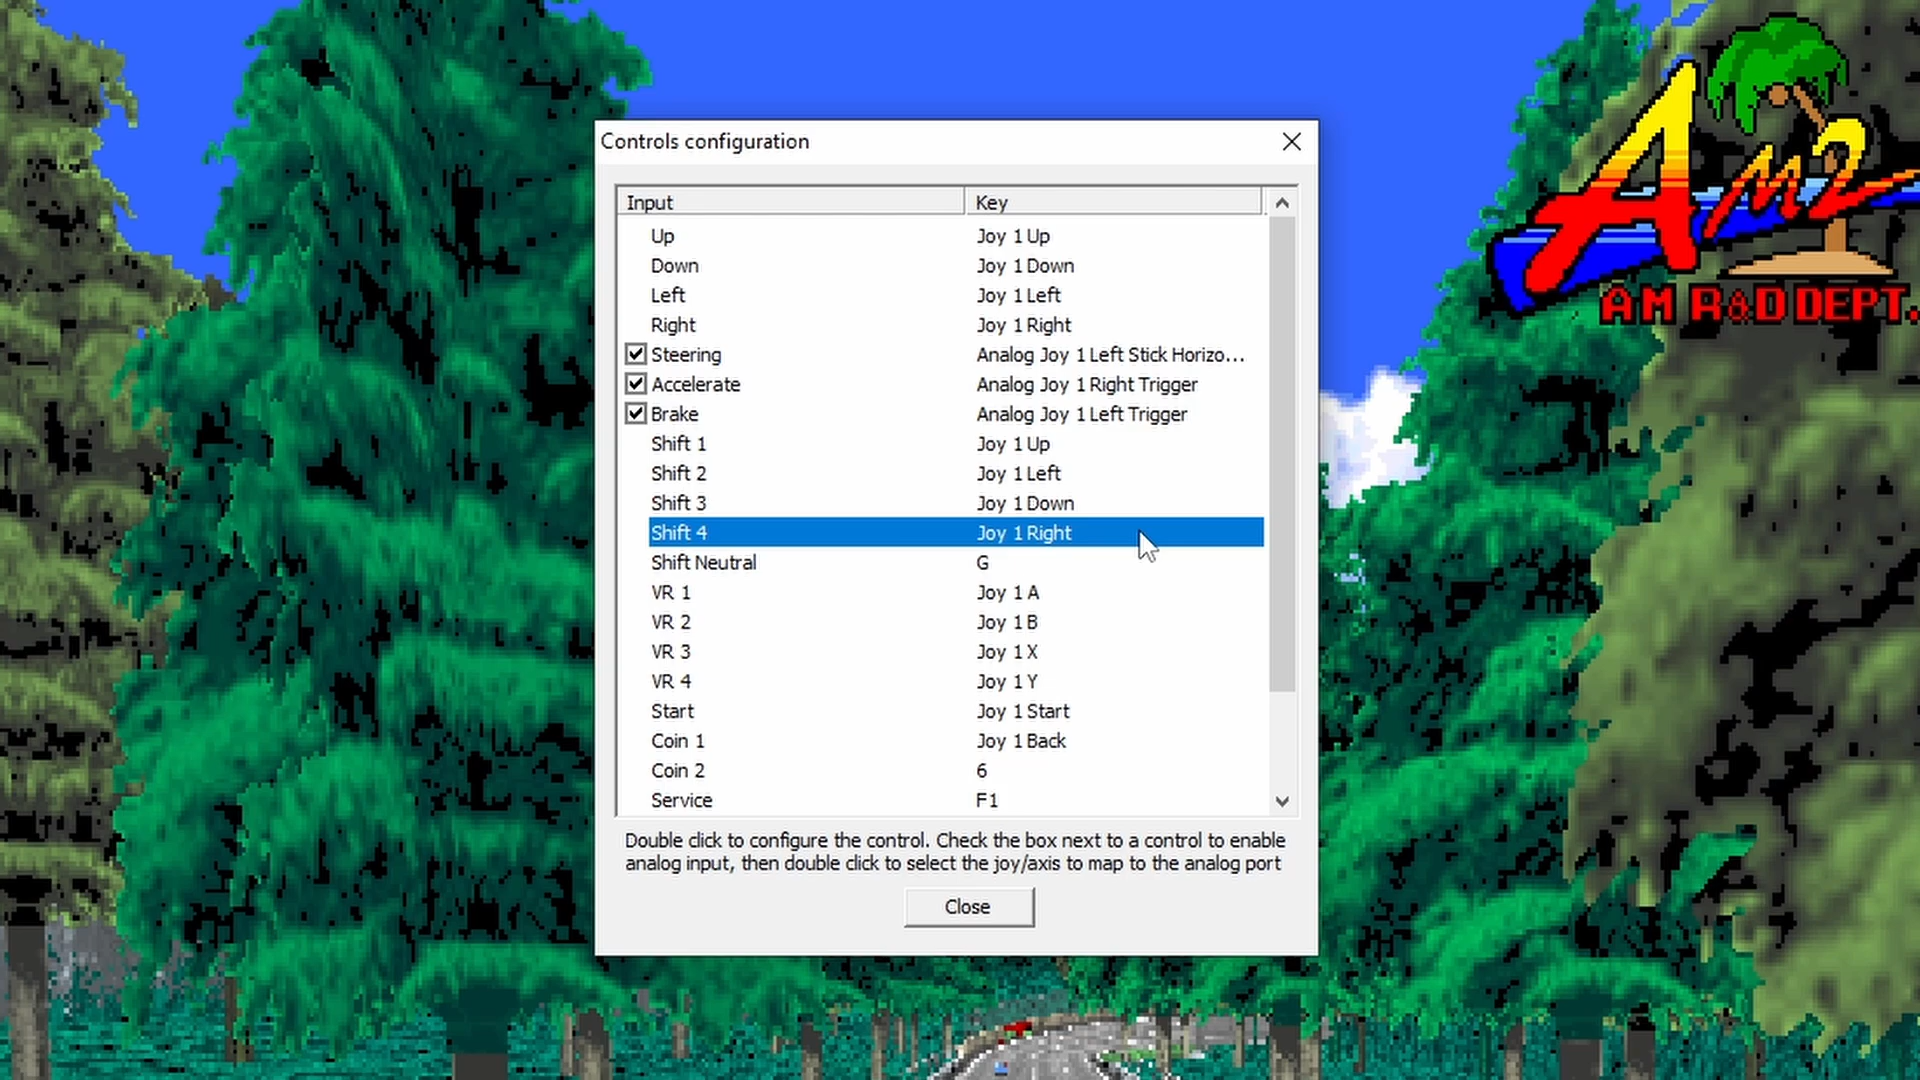 Controls configuration
Input Key
Up Joy 1 Up
Down Joy 1 Down
Left Joy 1 Left
Right Joy 1 Right
Steering Analog Joy 1 Left Stick Horizo...
Accelerate Analog Joy 1 Right Trigger
Brake Analog Joy 1 Left Trigger
Shift 1 Joy 1 Up
Shift 2 Joy 1 Left
Shift 3 Joy 1 Down
Shift 4 Joy 1 Right
Shift Neutral G
VR 1 Joy 1 A
VR 2 Joy 1 B
VR 3 Joy 1 X
VR 4 Joy 1 Y
Start Joy 1 Start
Coin 1 Joy 1 Back
Coin 2 6
Service F1
Double click to configure the control. Check the box next to a control to enable
analog input, then double click to select the joy/axis to map to the analog port
Close
AM2
AM R&D DEPT.